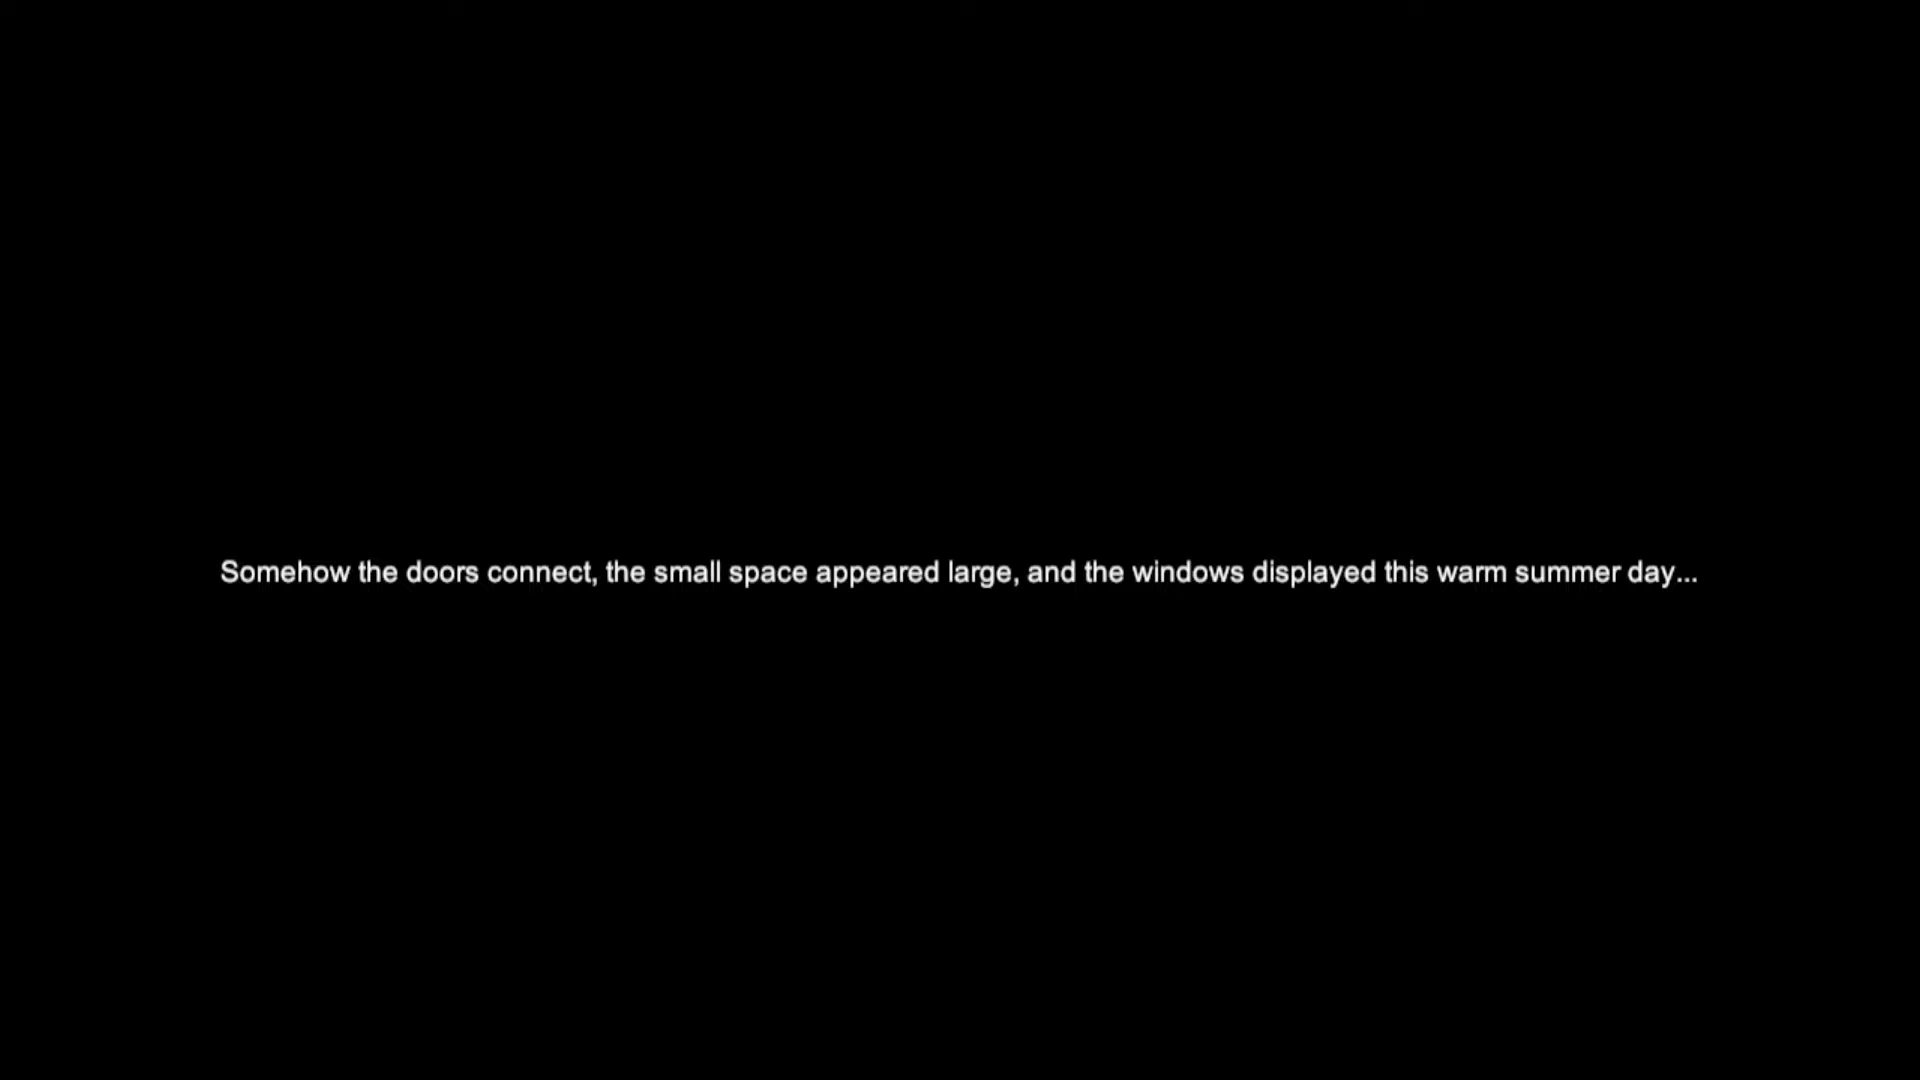 Somehow the doors connect, the small space appeared large, and the windows displayed this warm summer day...